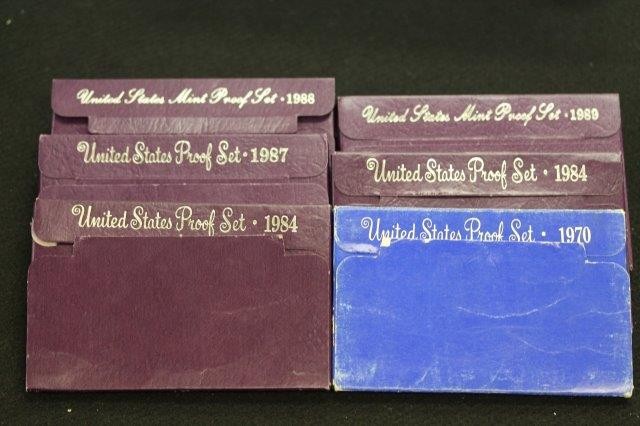 United States Mint Proof Set · 1988
United States Proof Set · 1987
United States Proof Set · 1984
United States Mint Proof Set · 1989
United States Proof Set · 1984
United States Proof Set · 1970